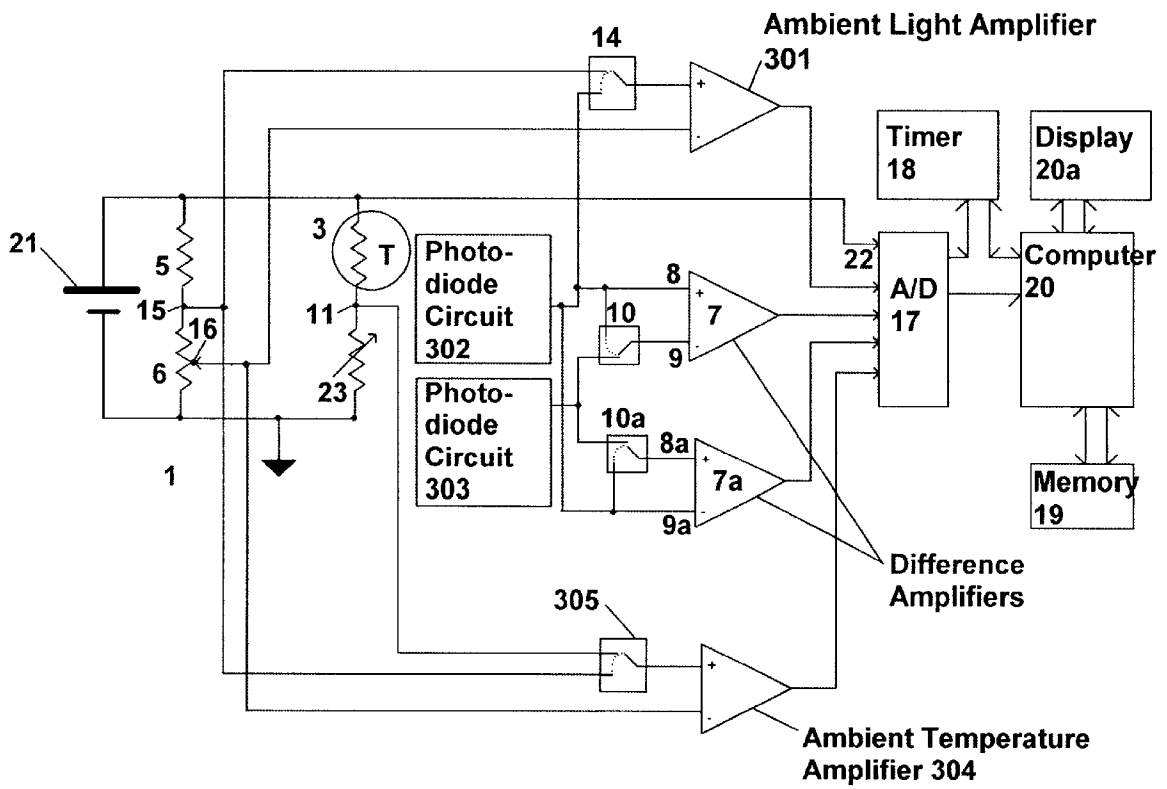 Ambient Light Amplifier
301
14
+
-
Timer
18
Display
20a
21
5
15
16
6
3
T
11
23
Photo-
diode
Circuit
302
8
+
10
7
9
-
22
A/D
17
Computer
20
Photo-
diode
Circuit
303
10a
8a
+
7a
-
9a
Memory
19
1
Difference
Amplifiers
305
+
-
Ambient Temperature
Amplifier 304